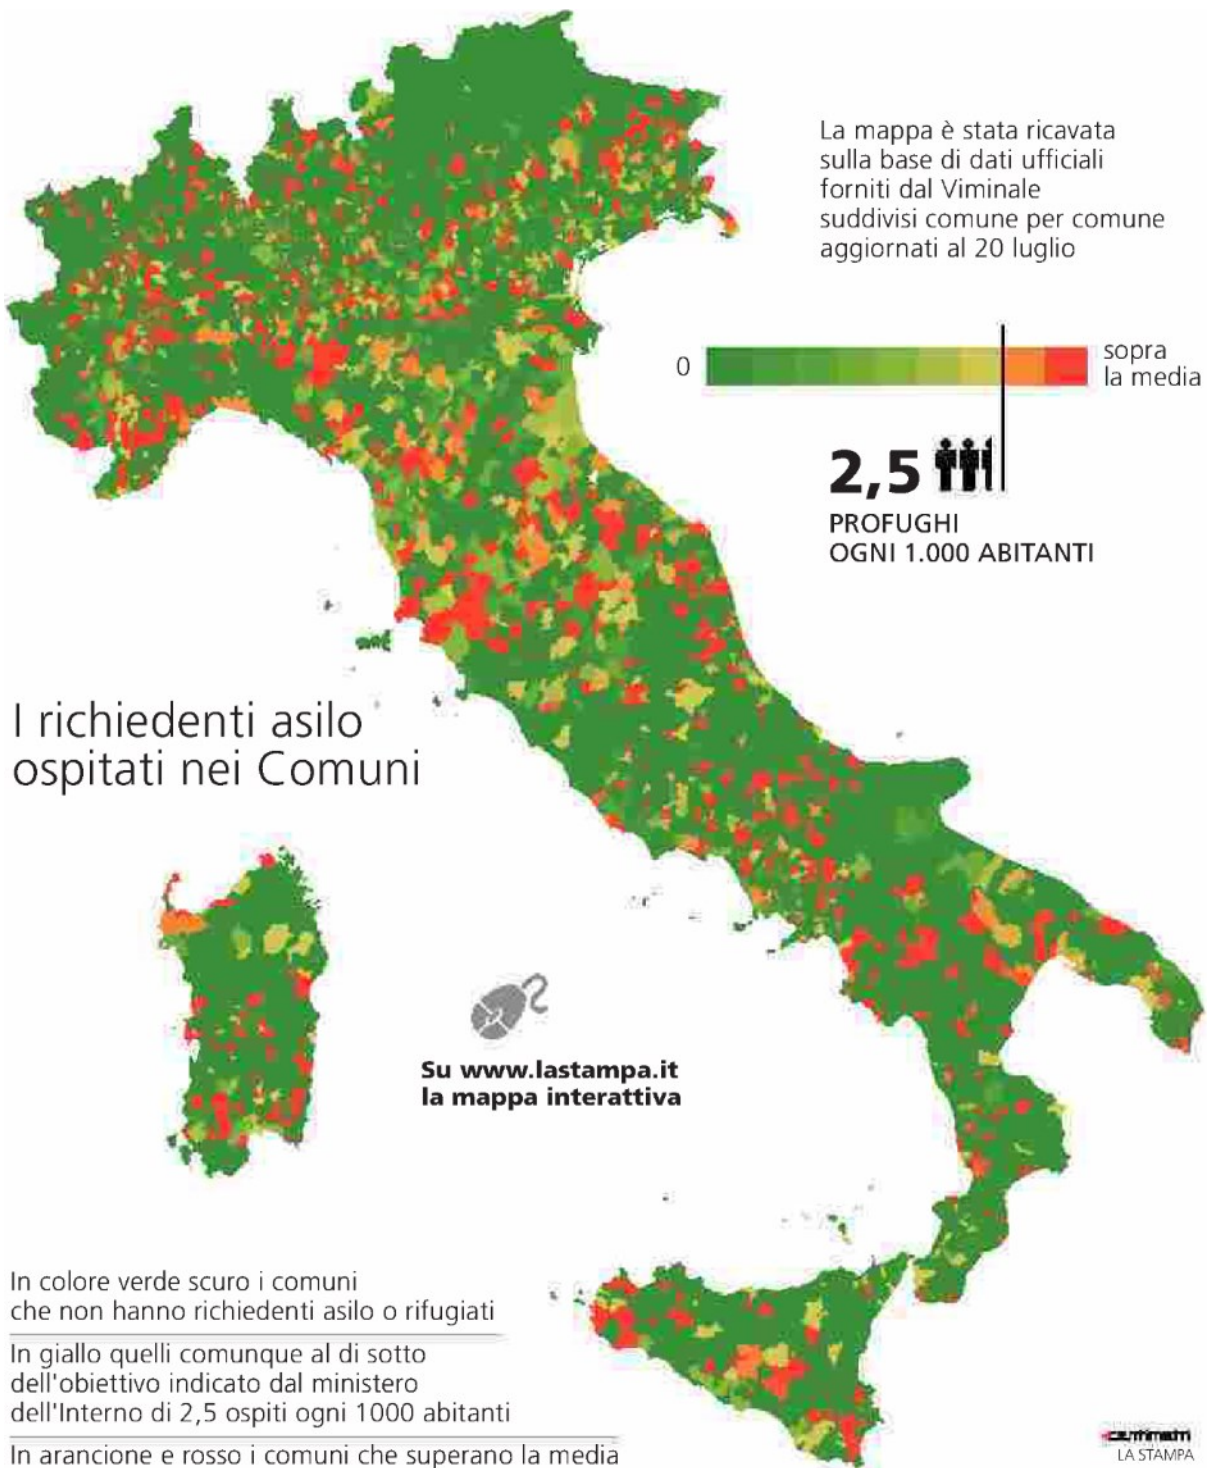 La mappa è stata ricavata
sulla base di dati ufficiali
forniti dal Viminale
suddivisi comune per comune
aggiornati al 20 luglio
0
sopra
la media
2,5
PROFUGHI
OGNI 1.000 ABITANTI
I richiedenti asilo
ospitati nei Comuni
Su www.lastampa.it
la mappa interattiva
In colore verde scuro i comuni
che non hanno richiedenti asilo o rifugiati
In giallo quelli comunque al di sotto
dell'obiettivo indicato dal ministero
dell'Interno di 2,5 ospiti ogni 1000 abitanti
In arancione e rosso i comuni che superano la media
centimetri
LA STAMPA